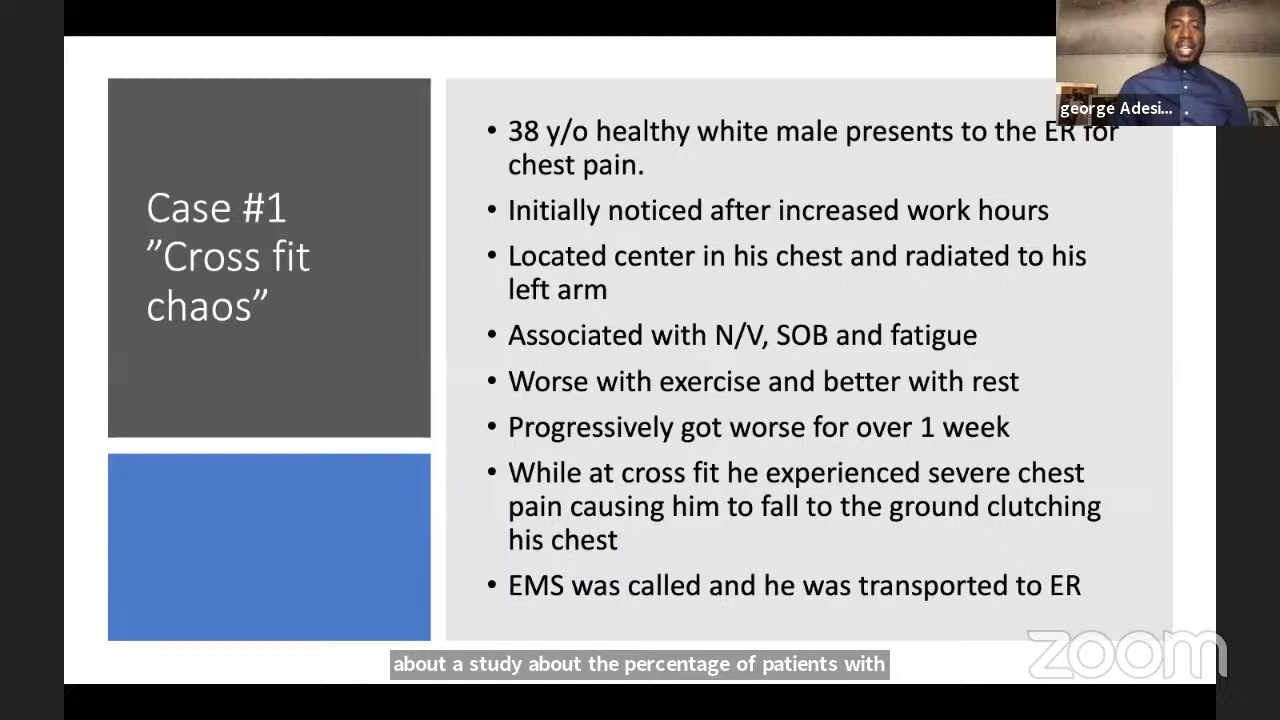 george Adesi...
Case #1
”Cross fit
chaos”
• 38 y/o healthy white male presents to the ER for
chest pain.
• Initially noticed after increased work hours
• Located center in his chest and radiated to his
left arm
• Associated with N/V, SOB and fatigue
• Worse with exercise and better with rest
• Progressively got worse for over 1 week
• While at cross fit he experienced severe chest
pain causing him to fall to the ground clutching
his chest
• EMS was called and he was transported to ER
about a study about the percentage of patients with
zoom